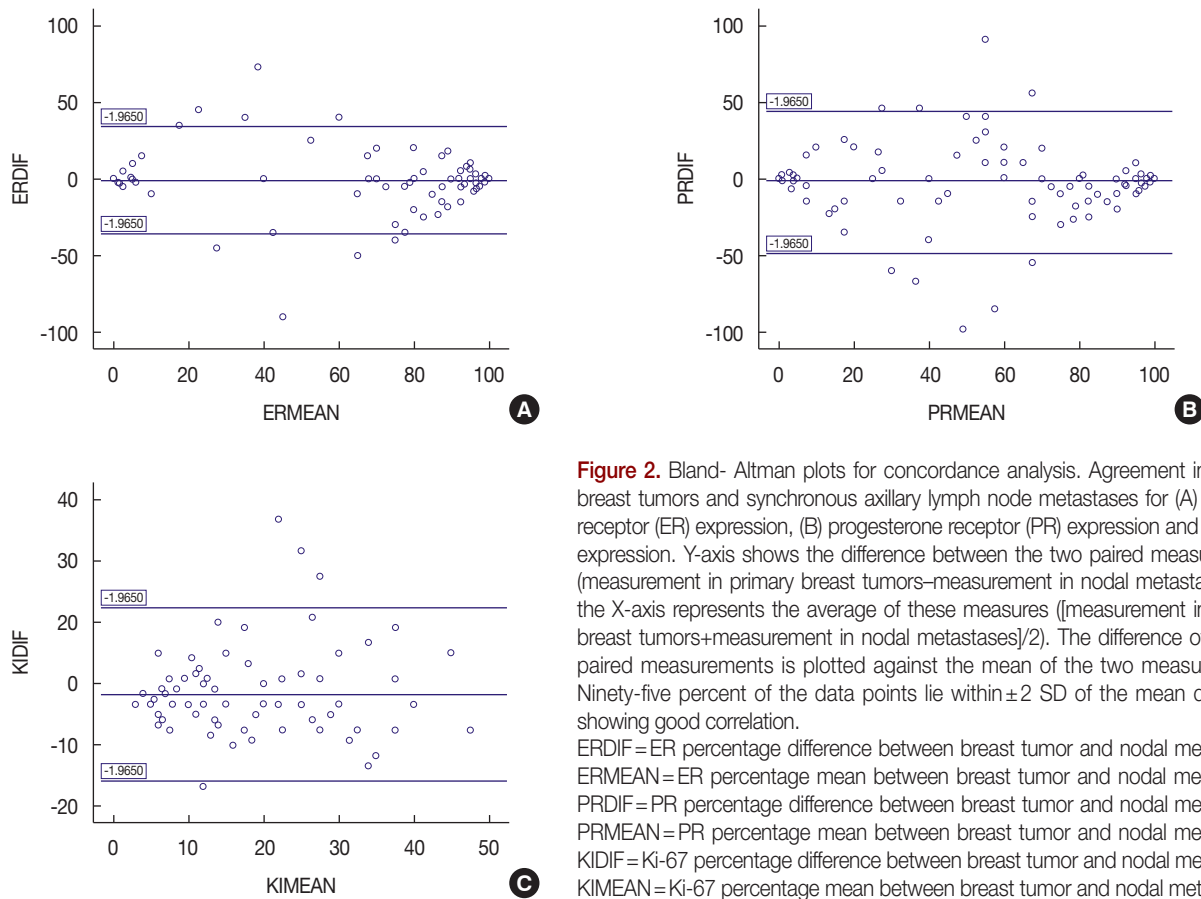 100
50
0
-50
-100
ERDIF
-1.9650
-1.9650
0 20 40 60 80 100
ERMEAN
A
100
50
0
-50
-100
PRDIF
-1.9650
-1.9650
0 20 40 60 80 100
PRMEAN
B
40
30
20
10
0
-10
-20
KIDIF
-1.9650
-1.9650
0 10 20 30 40 50
KIMEAN
C
Figure 2. Bland- Altman plots for concordance analysis. Agreement in
breast tumors and synchronous axillary lymph node metastases for (A)
receptor (ER) expression, (B) progesterone receptor (PR) expression and
expression. Y-axis shows the difference between the two paired
(measurement in primary breast tumors–measurement in nodal
the X-axis represents the average of these measures ([measurement in
breast tumors+measurement in nodal metastases]/2). The difference
paired measurements is plotted against the mean of the two
Ninety-five percent of the data points lie within±2 SD of the mean
showing good correlation.
ERDIF=ER percentage difference between breast tumor and nodal
ERMEAN=ER percentage mean between breast tumor and nodal
PRDIF=PR percentage difference between breast tumor and nodal
PRMEAN=PR percentage mean between breast tumor and nodal
KIDIF=Ki-67 percentage difference between breast tumor and nodal
KIMEAN=Ki-67 percentage mean between breast tumor and nodal